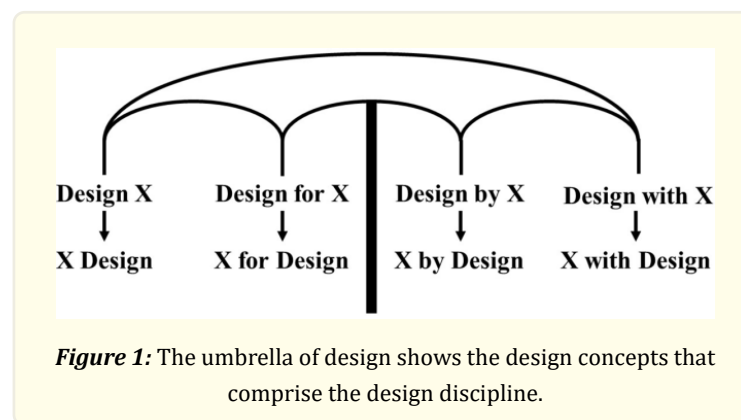 Design X Design for X Design by X Design with X
X Design X for Design X by Design X with Design
Figure 1: The umbrella of design shows the design concepts that
comprise the design discipline.